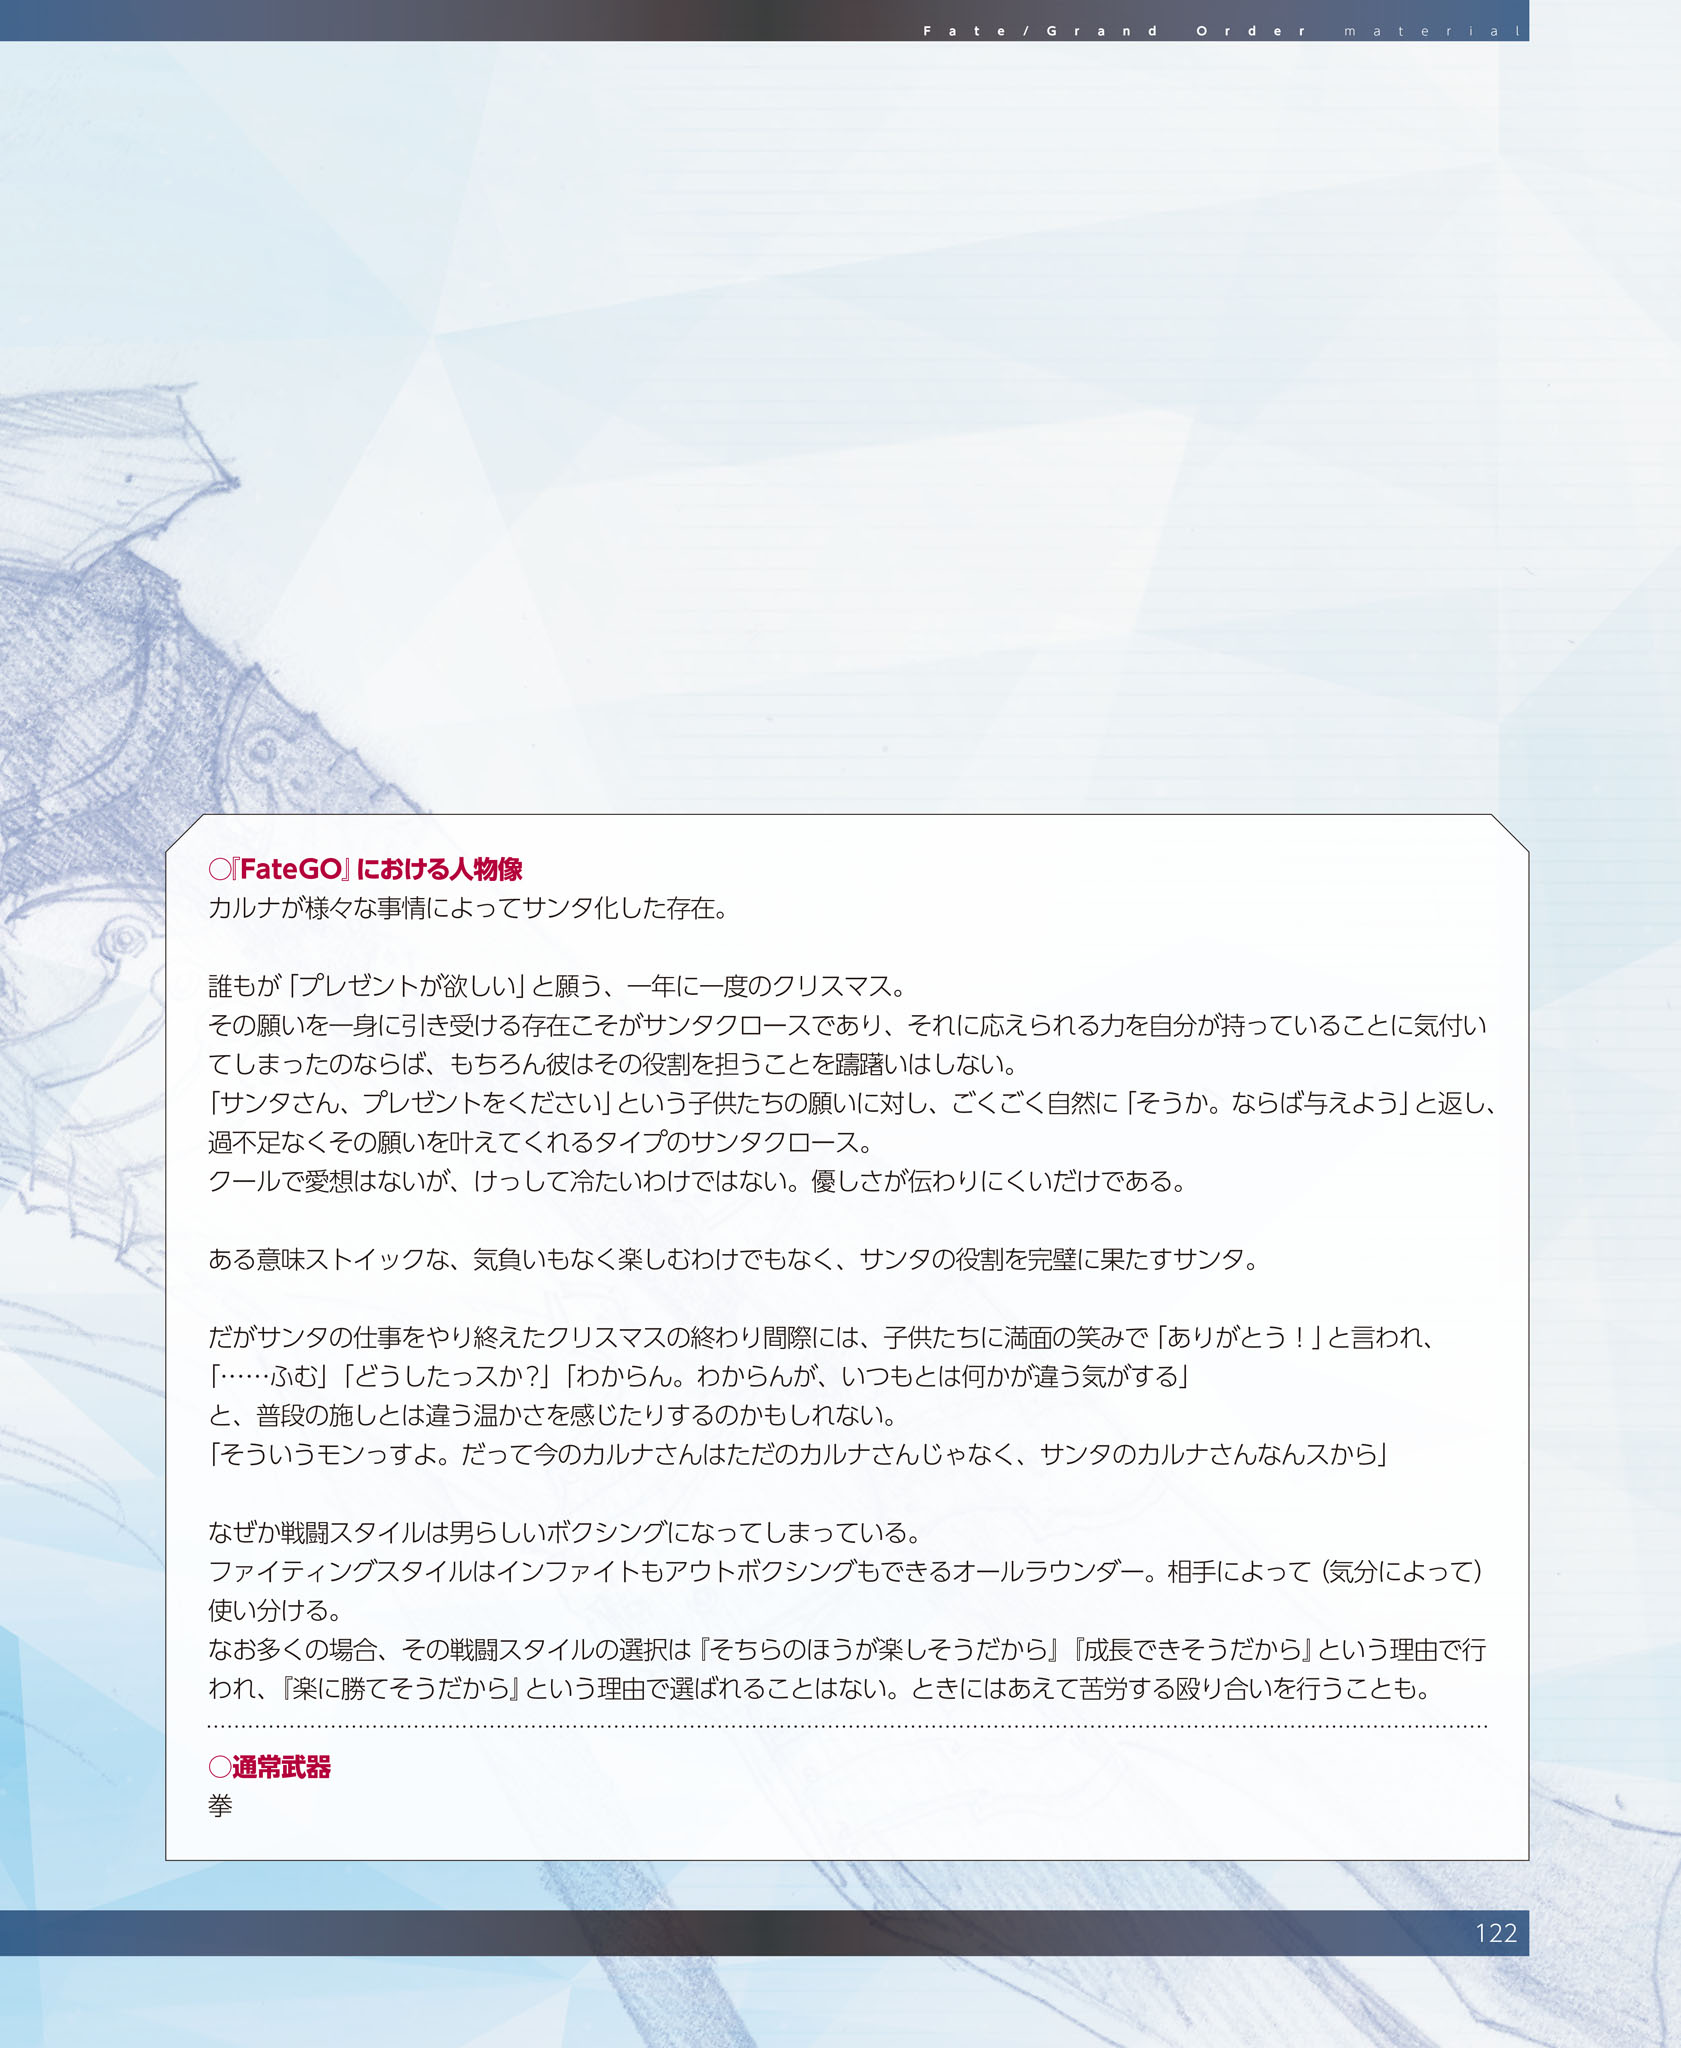 Fate/Grand Order material
○『FateGO』における人物像
カルナが様々な事情によってサンタ化した存在。
誰もが「プレゼントが欲しい」と願う、一年に一度のクリスマス。
その願いを一身に引き受ける存在こそがサンタクロースであり、それに応えられる力を自分が持っていることに気付い
てしまったのならば、もちろん彼はその役割を担うことを躊躇いはしない。
「サンタさん、プレゼントをください」という子供たちの願いに対し、ごくごく自然に「そうか。ならば与えよう」と返し、
過不足なくその願いを叶えてくれるタイプのサンタクロース。
クールで愛想はないが、けっして冷たいわけではない。優しさが伝わりにくいだけである。
ある意味ストイックな、気負いもなく楽しむわけでもなく、サンタの役割を完璧に果たすサンタ。
だがサンタの仕事をやり終えたクリスマスの終わり間際には、子供たちに満面の笑みで「ありがとう！」と言われ、
「……ふむ」「どうしたっスか？」「わからん。わからんが、いつもとは何かが違う気がする」
と、普段の施しとは違う温かさを感じたりするのかもしれない。
「そういうモンっすよ。だって今のカルナさんはただのカルナさんじゃなく、サンタのカルナさんなんスから」
なぜか戦闘スタイルは男らしいボクシングになってしまっている。
ファイティングスタイルはインファイトもアウトボクシングもできるオールラウンダー。相手によって（気分によって）
使い分ける。
なお多くの場合、その戦闘スタイルの選択は『そちらのほうが楽しそうだから』『成長できそうだから』という理由で行
われ、『楽に勝てそうだから』という理由で選ばれることはない。ときにはあえて苦労する殴り合いを行うことも。
○通常武器
拳
122